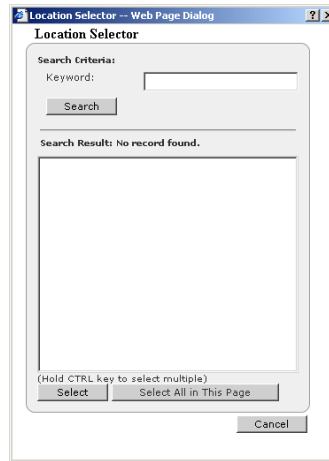 Location Selector -- Web Page Dialog
Location Selector
Search Criteria:
Keyword:
Search
Search Result: No record found.
(Hold CTRL key to select multiple)
Select Select All in This Page
Cancel